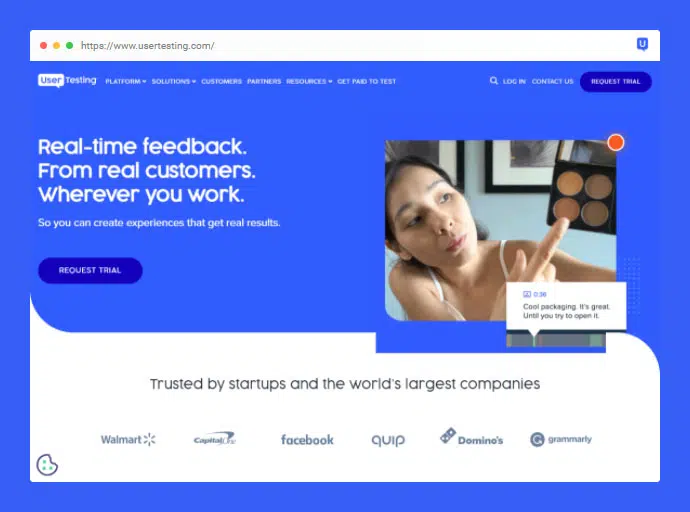 https://www.usertesting.com/
U
UserTesting
PLATFORM SOLUTIONS CUSTOMERS PARTNERS RESOURCES GET PAID TO TEST
LOG IN CONTACT US REQUEST TRIAL
Real-time feedback.
From real customers.
Wherever you work.
So you can create experiences that get real results.
REQUEST TRIAL
0:36
Cool packaging. It's great.
Until you try to open it.
Trusted by startups and the world's largest companies
Walmart Capital One facebook quip Domino's grammarly